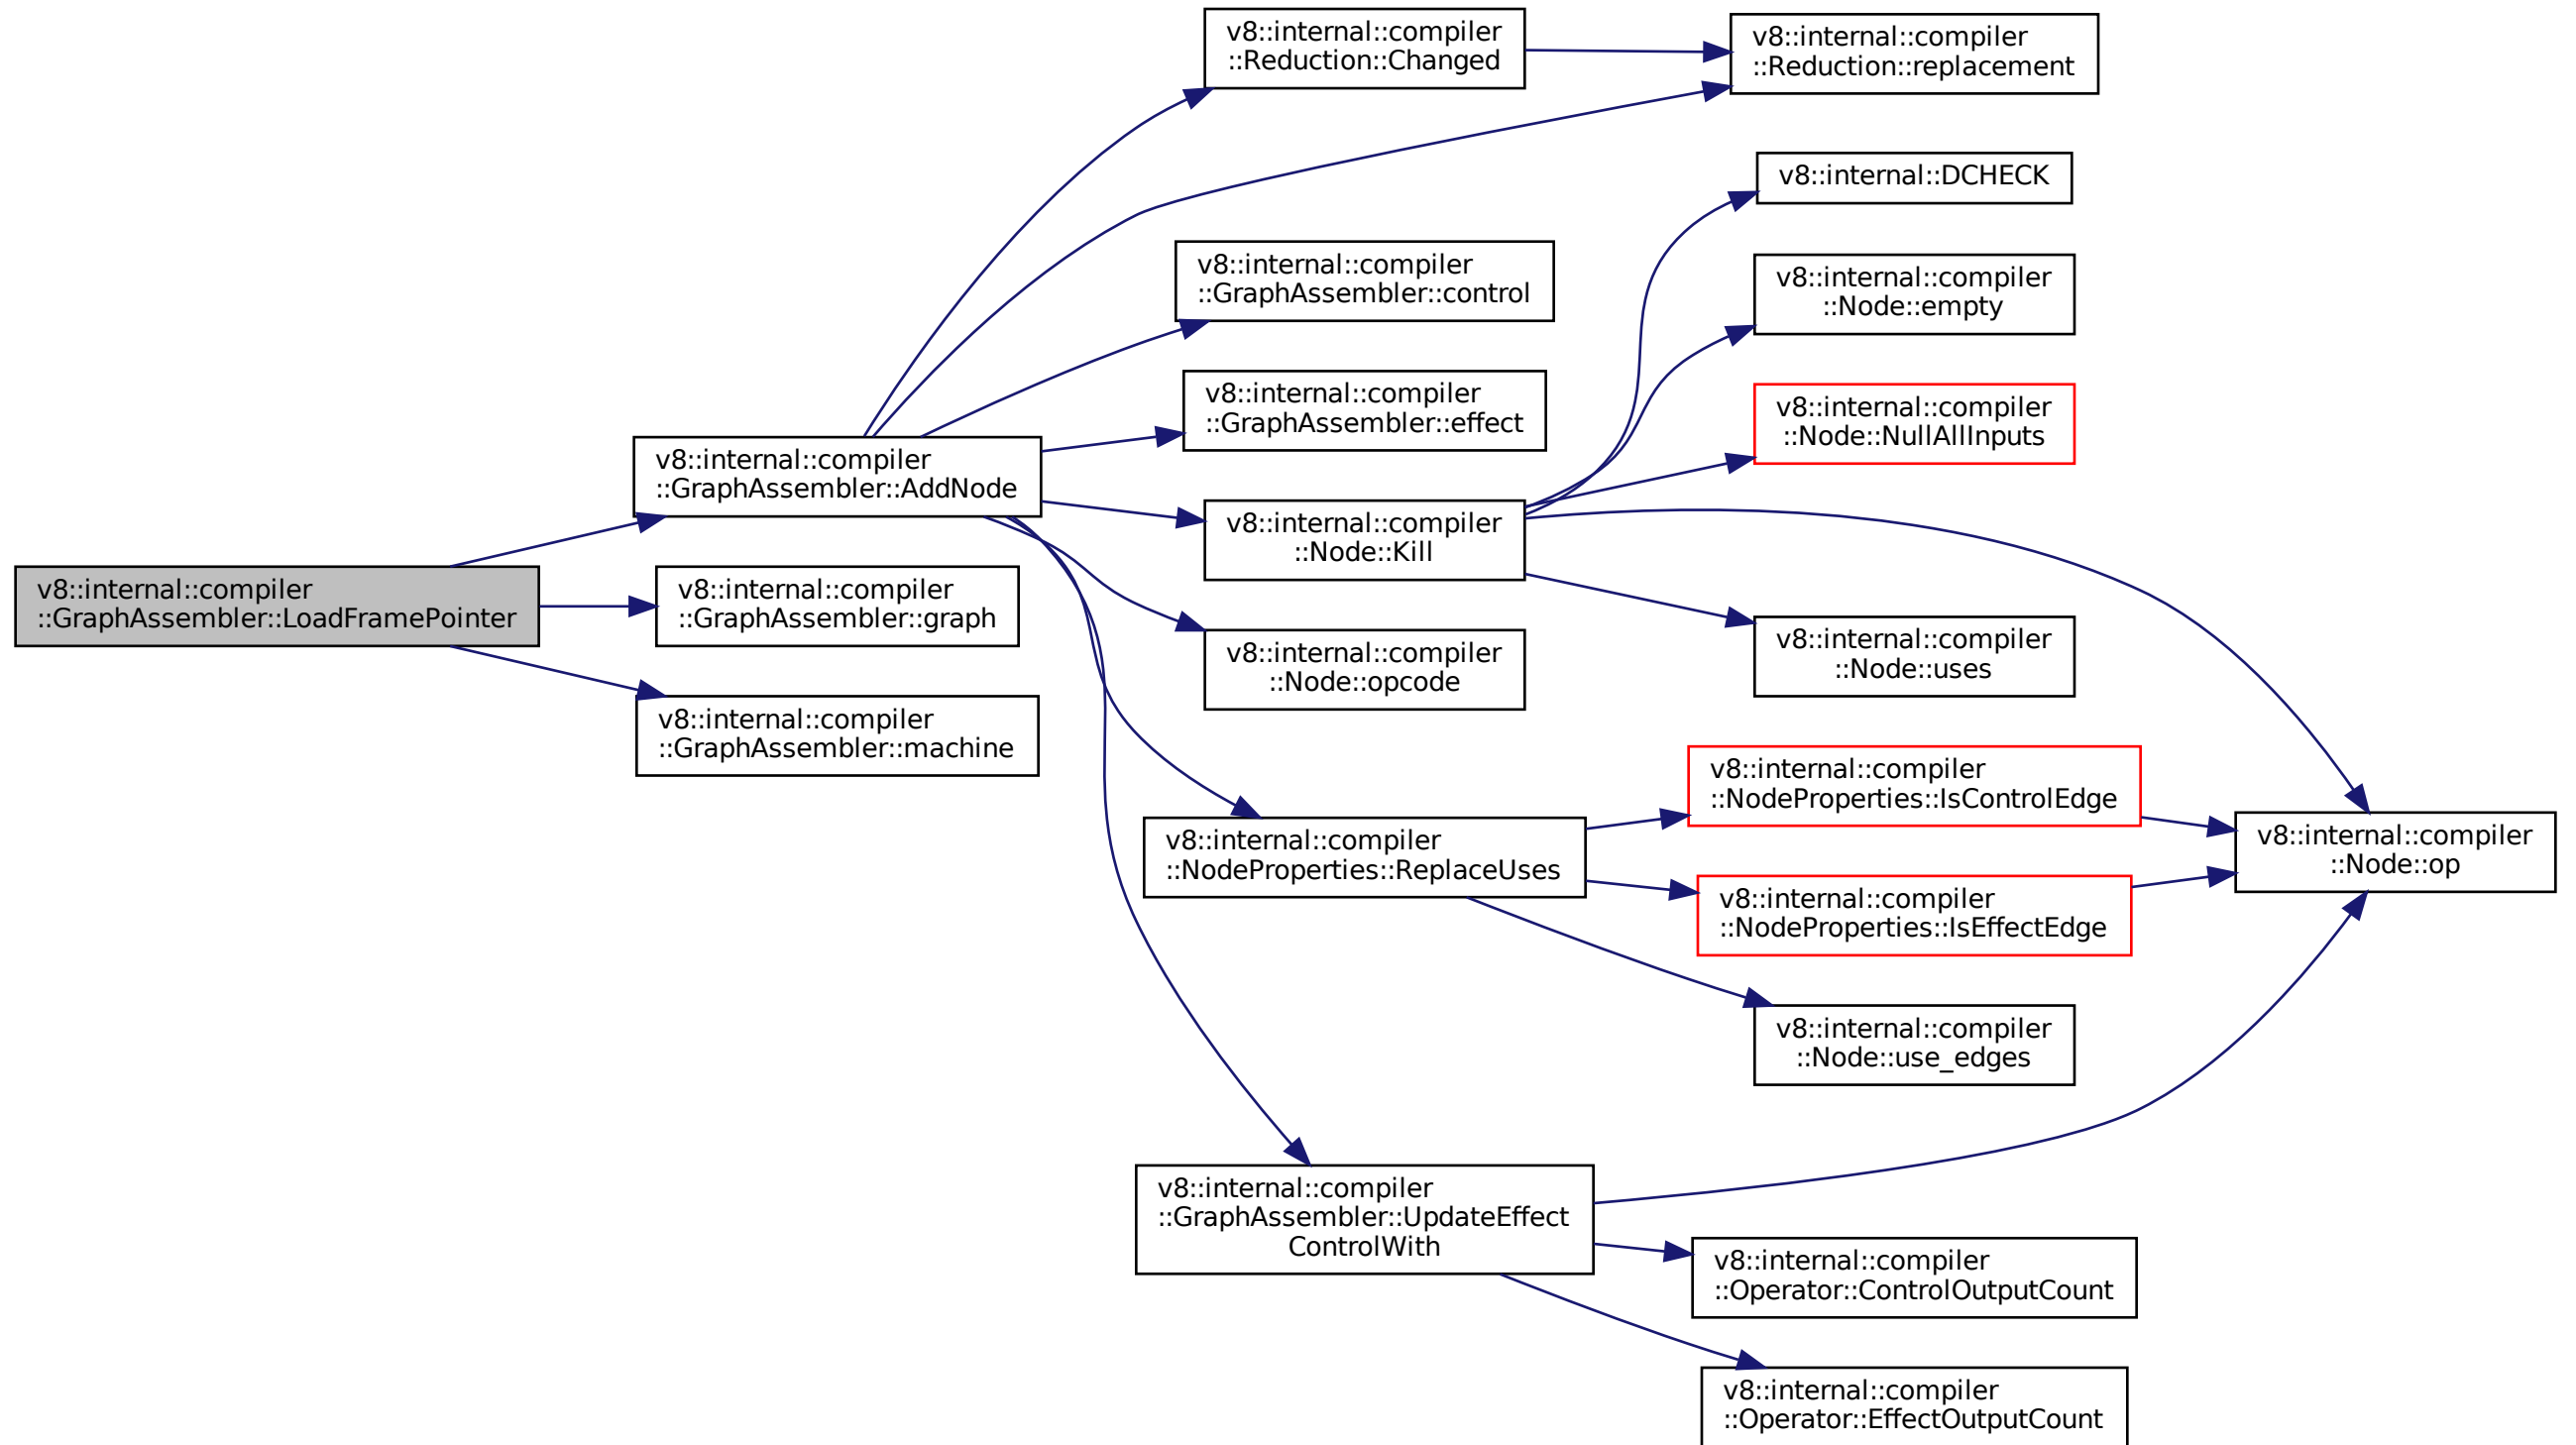 v8::internal::compiler
::GraphAssembler::LoadFramePointer
v8::internal::compiler
::GraphAssembler::AddNode
v8::internal::compiler
::GraphAssembler::graph
v8::internal::compiler
::GraphAssembler::machine
v8::internal::compiler
::Reduction::Changed
v8::internal::compiler
::GraphAssembler::control
v8::internal::compiler
::GraphAssembler::effect
v8::internal::compiler
::Node::Kill
v8::internal::compiler
::Node::opcode
v8::internal::compiler
::NodeProperties::ReplaceUses
v8::internal::compiler
::GraphAssembler::UpdateEffect
ControlWith
v8::internal::compiler
::Reduction::replacement
v8::internal::DCHECK
v8::internal::compiler
::Node::empty
v8::internal::compiler
::Node::NullAllInputs
v8::internal::compiler
::Node::uses
v8::internal::compiler
::NodeProperties::IsControlEdge
v8::internal::compiler
::NodeProperties::IsEffectEdge
v8::internal::compiler
::Node::use_edges
v8::internal::compiler
::Operator::ControlOutputCount
v8::internal::compiler
::Operator::EffectOutputCount
v8::internal::compiler
::Node::op